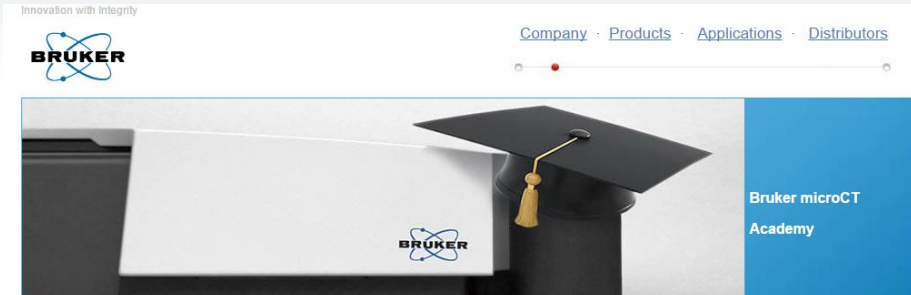 Innovation with Integrity
BRUKER
Company · Products · Applications · Distributors
BRUKER
Bruker microCT
Academy